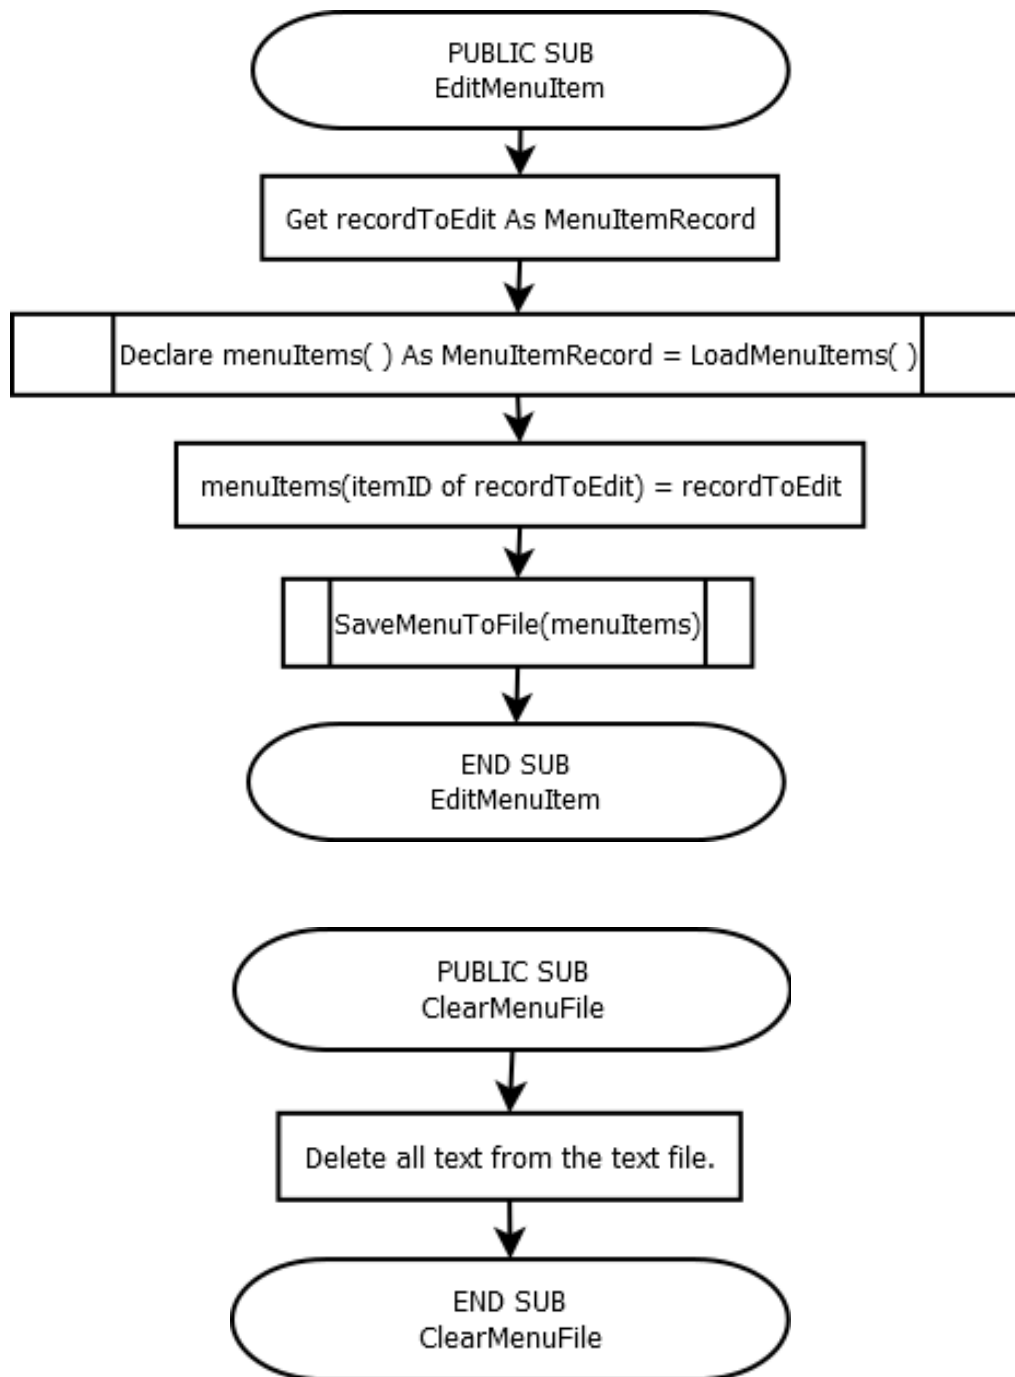 PUBLIC SUB
EditMenuItem
Get recordToEdit As MenuItemRecord
Declare menuItems( ) As MenuItemRecord = LoadMenuItems( )
menuItems(itemID of recordToEdit) = recordToEdit
SaveMenuToFile(menuItems)
END SUB
EditMenuItem
PUBLIC SUB
ClearMenuFile
Delete all text from the text file.
END SUB
ClearMenuFile